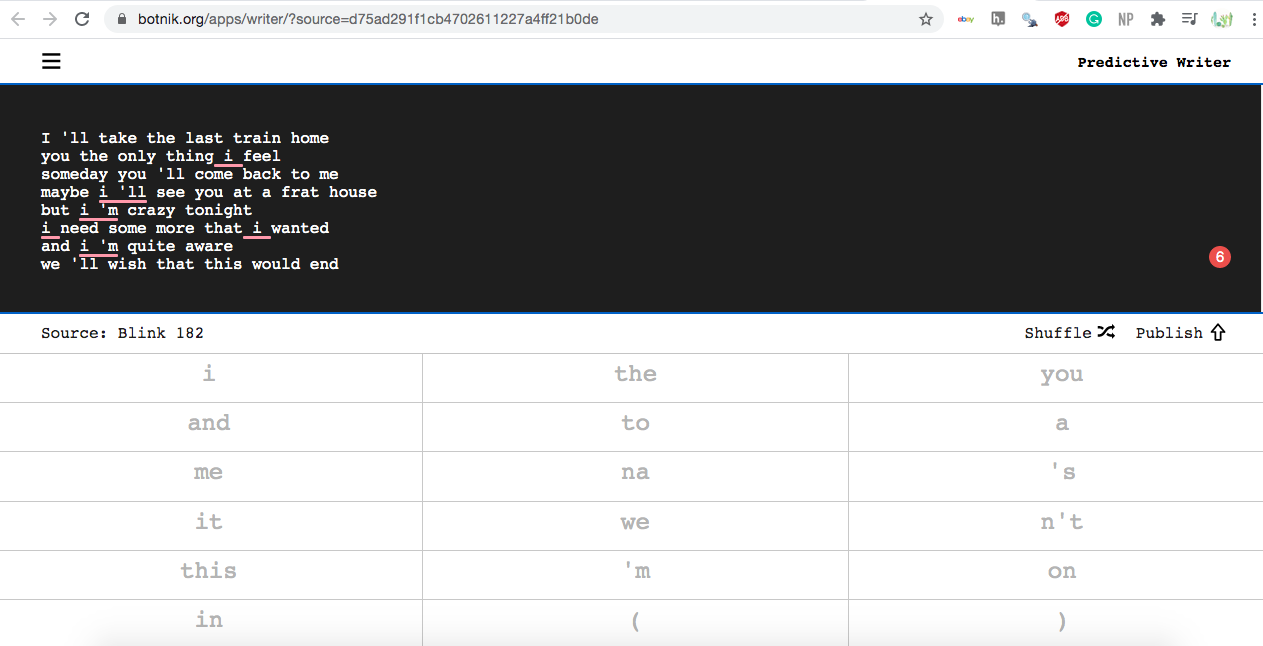 botnik.org/apps/writer/?source=d75ad291f1cb4702611227a4ff21b0de
ebay h. ABB G NP
Predictive Writer
I 'll take the last train home
you the only thing i feel
someday you 'll come back to me
maybe i 'll see you at a frat house
but i 'm crazy tonight
i need some more that i wanted
and i 'm quite aware
we 'll wish that this would end
6
Source: Blink 182
Shuffle Publish
i the you
and to a
me na 's
it we n't
this 'm on
in ( )